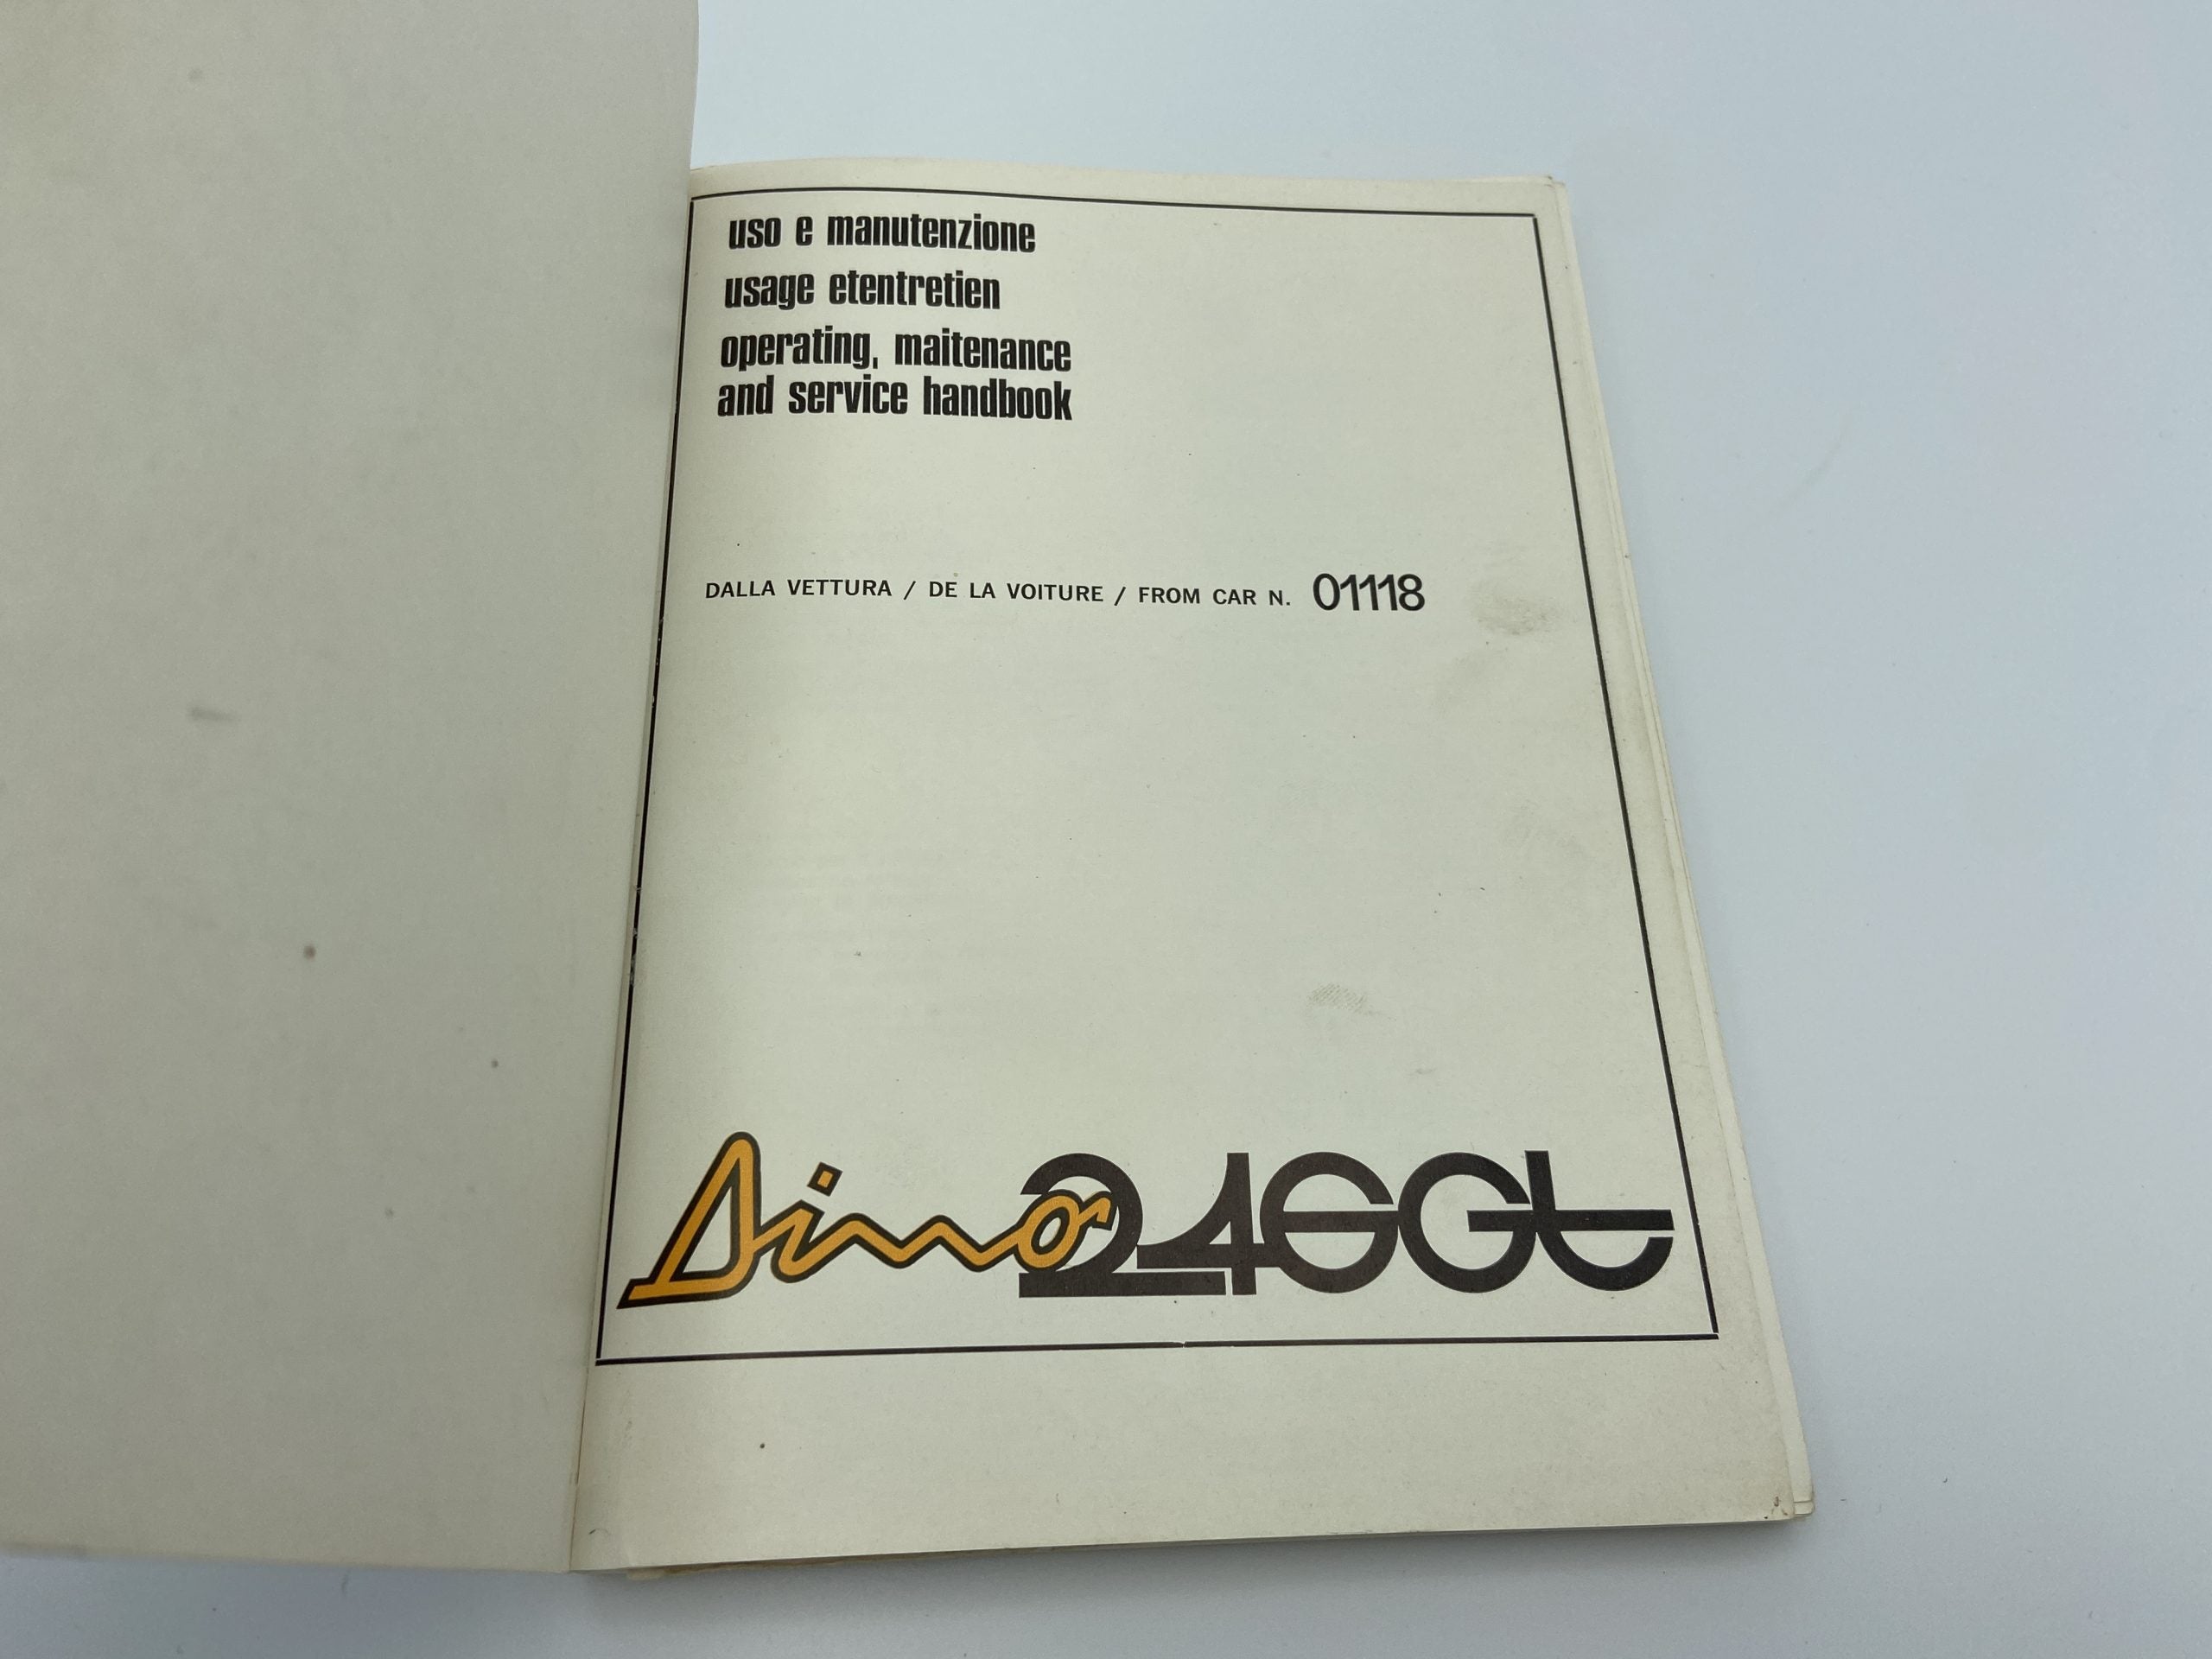 uso e manutenzione
usage etentretien
operating, maitenance
and service handbook
DALLA VETTURA / DE LA VOITURE / FROM CAR N. 01118
Dino 246Gt